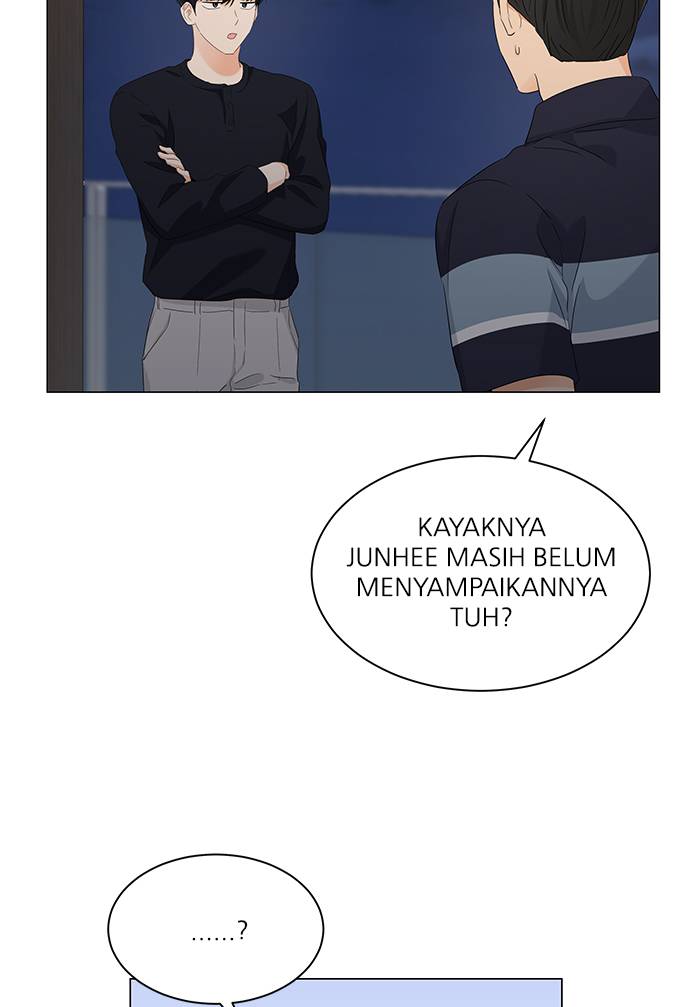 KAYAKNYA
JUNHEE MASIH BELUM
MENYAMPAIKANNYA
TUH?
......?